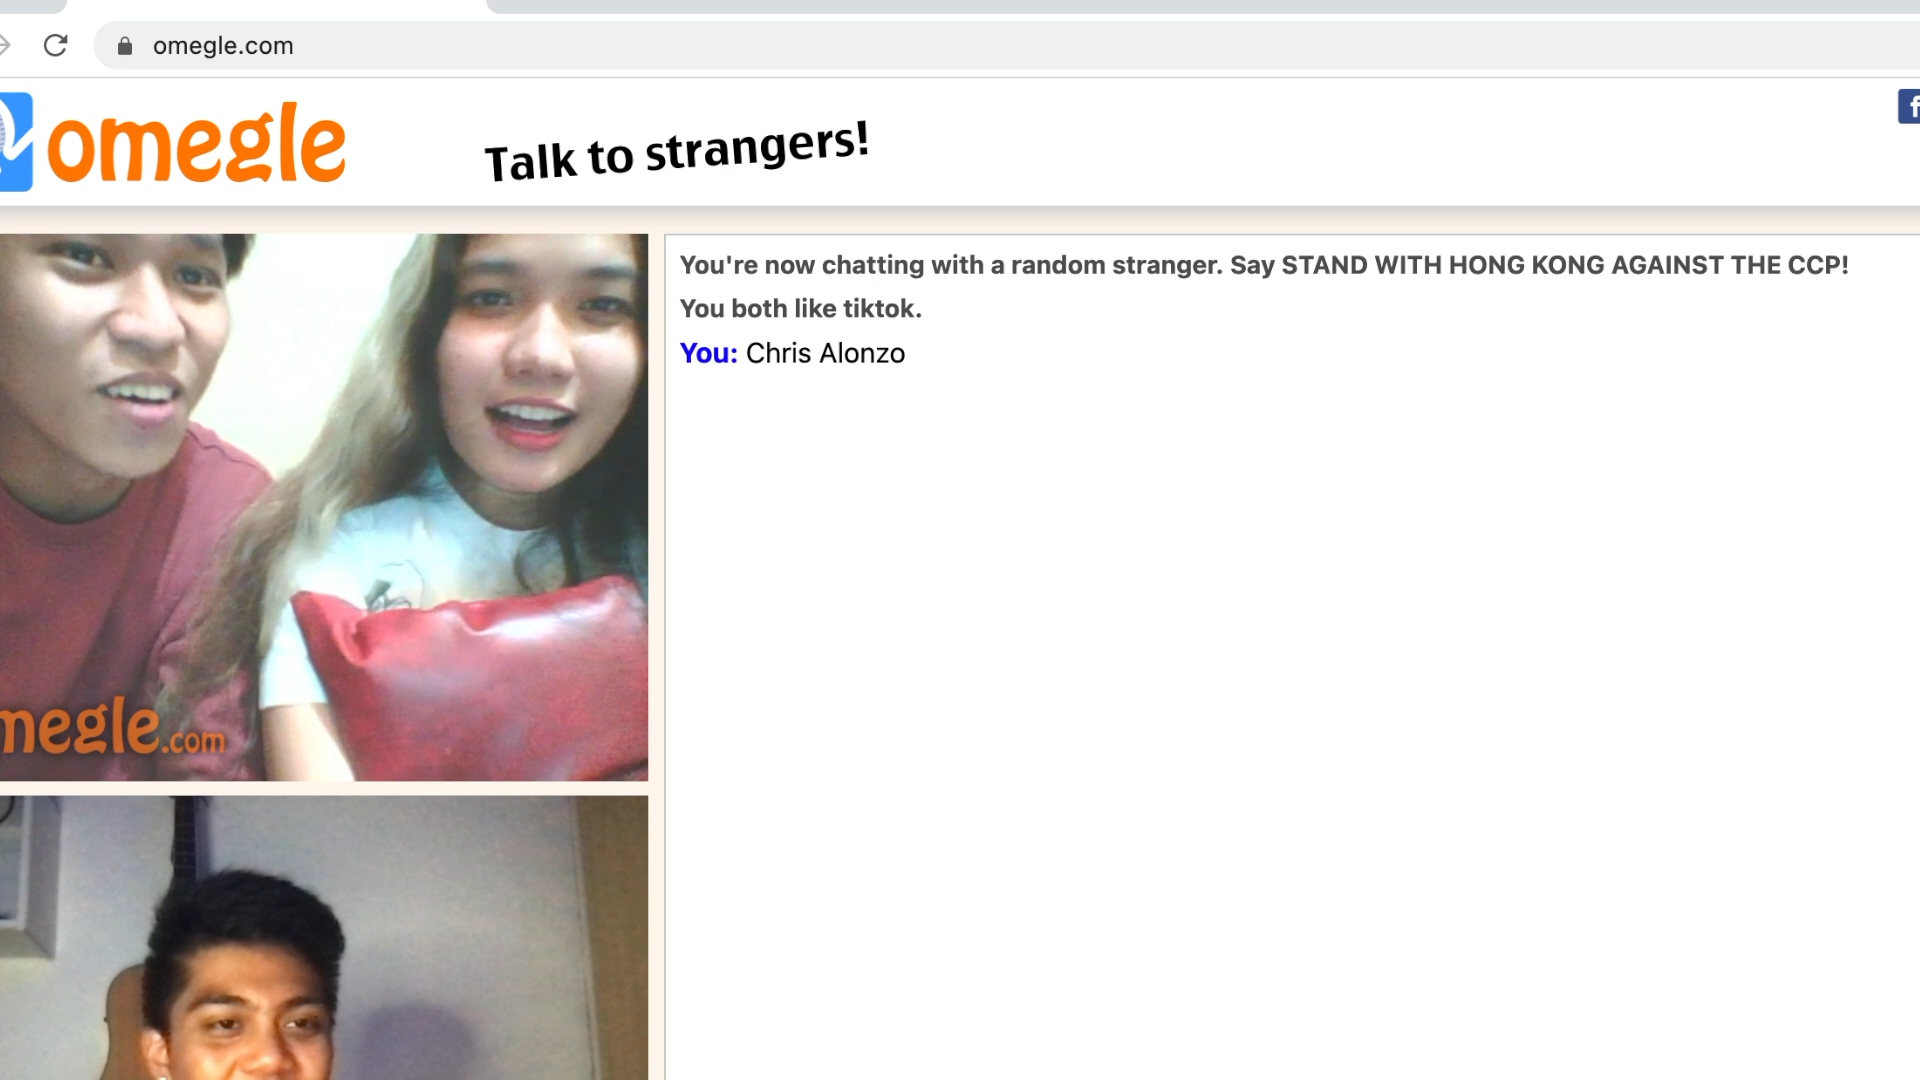 omegle.com
omegle
Talk to strangers!
f
You're now chatting with a random stranger. Say STAND WITH HONG KONG AGAINST THE CCP!
You both like tiktok.
You: Chris Alonzo
megle.com